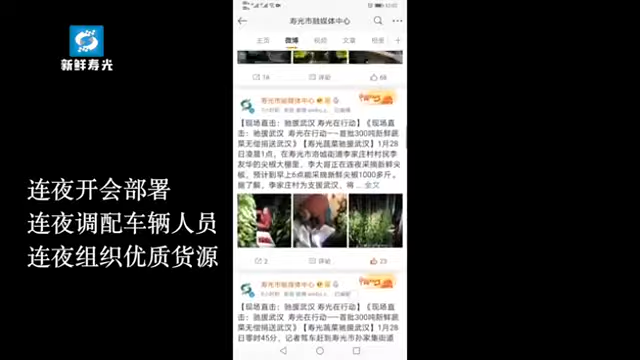 新鲜寿光
连夜开会部署
连夜调配车辆人员
连夜组织优质货源
寿光市融媒体中心
主页 微博 视频 文章 相册
14 评论 68
寿光市融媒体中心
【现场直击：驰援武汉 寿光在行动】《现场直
击：驰援武汉 寿光在行动——首批300吨新鲜蔬
菜无偿捐送武汉》【寿光蔬菜驰援武汉】1月28
日凌晨1点，在寿光市洛城街道李家庄村村民李
友华的尖椒大棚里，李大哥正在连夜采摘新鲜尖
椒，预计到早上6点能采摘新鲜尖椒1000多斤。
据了解，李家庄村为支援武汉，将 ... 全文
2 评论 23
寿光市融媒体中心
【现场直击：驰援武汉 寿光在行动】《现场直
击：驰援武汉 寿光在行动——首批300吨新鲜蔬
菜无偿捐送武汉》【寿光蔬菜驰援武汉】1月28
日零时45分，记者驾车赶到寿光市孙家集街道